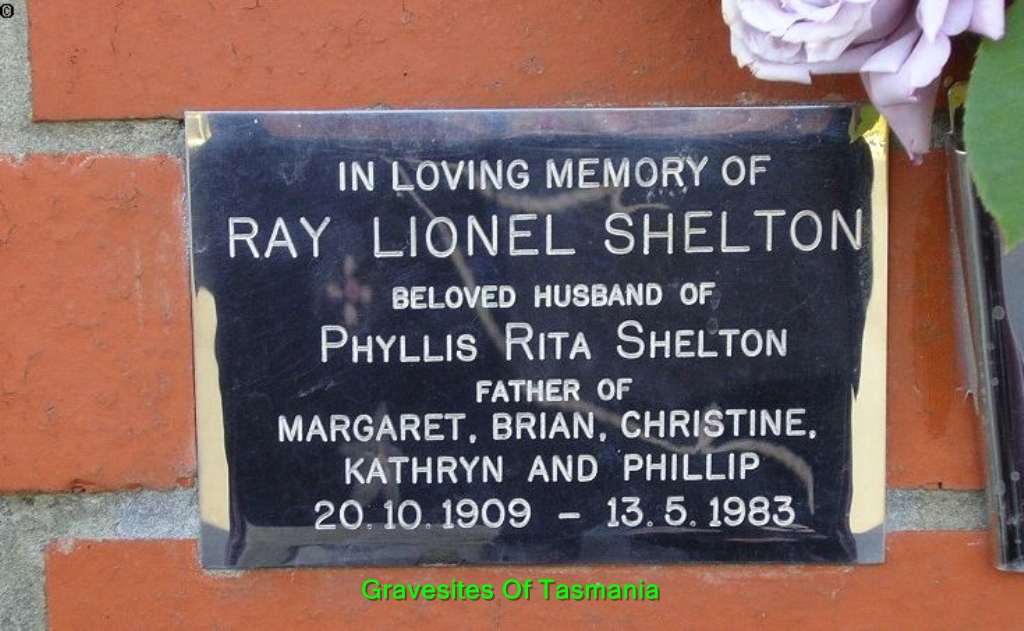 ©
IN LOVING MEMORY OF
RAY LIONEL SHELTON
BELOVED HUSBAND OF
PHYLLIS RITA SHELTON
FATHER OF
MARGARET, BRIAN, CHRISTINE,
KATHRYN AND PHILLIP
20.10.1909 - 13.5.1983
Gravesites Of Tasmania